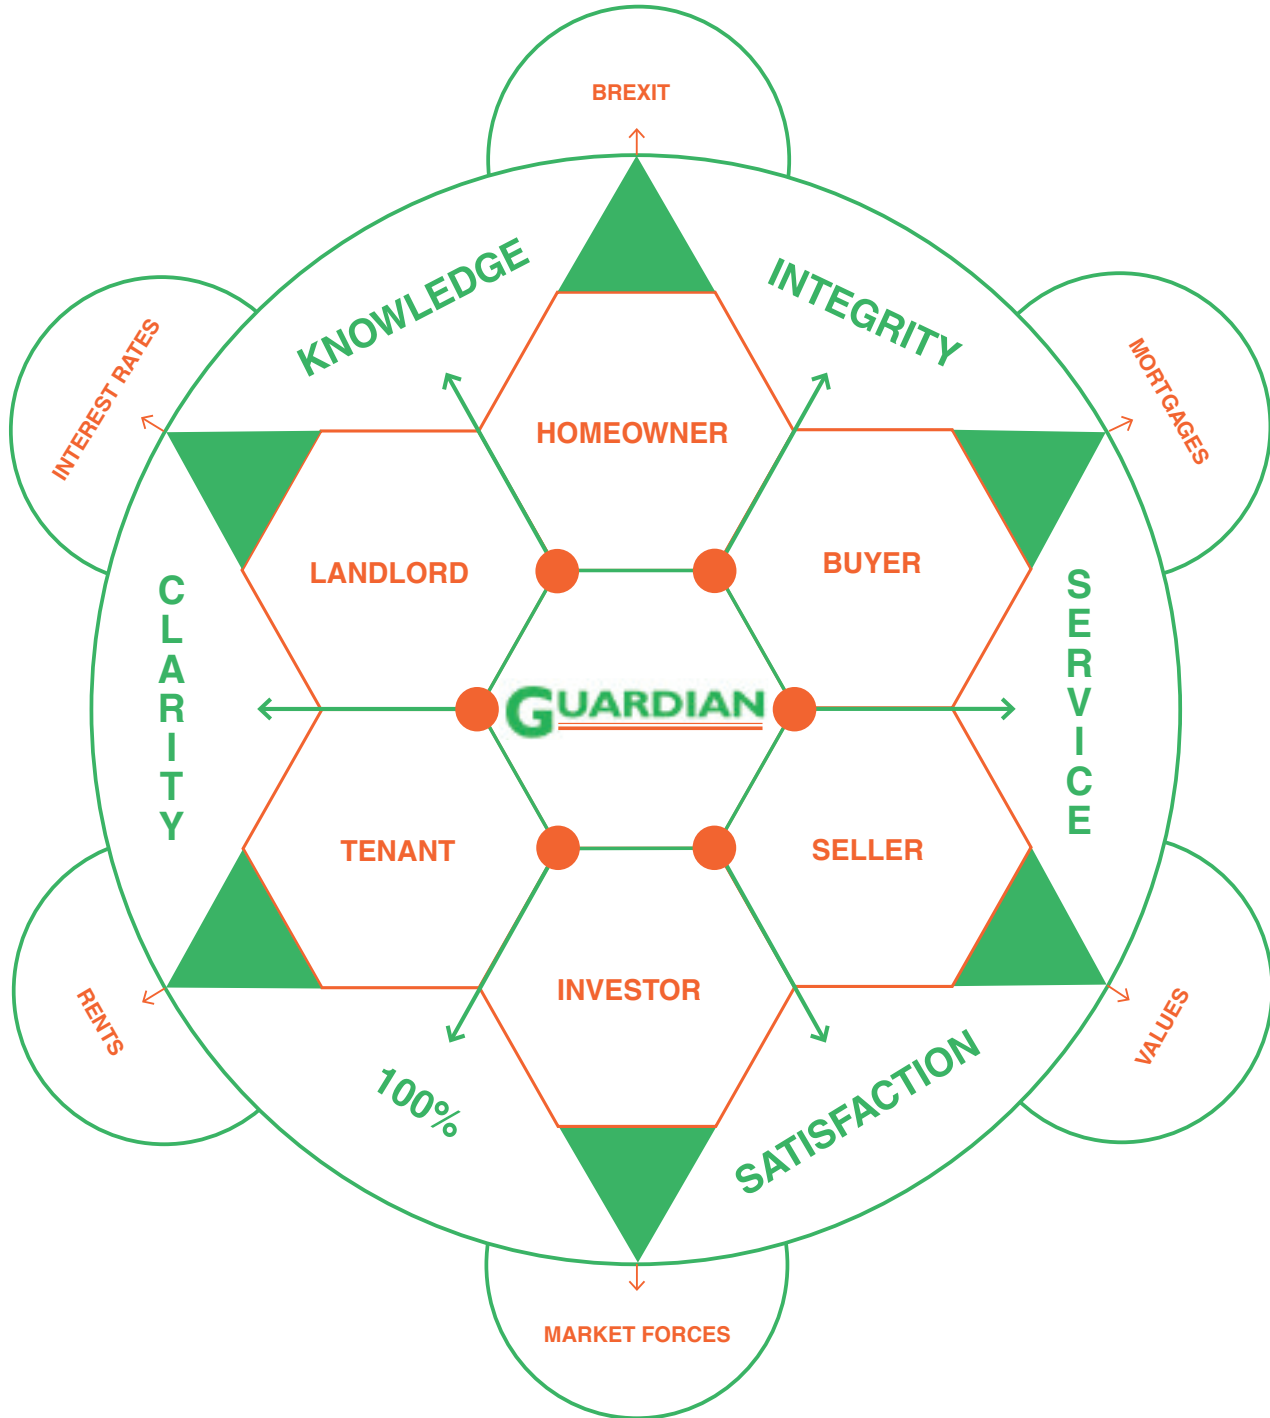 BREXIT
KNOWLEDGE
INTEGRITY
INTEREST RATES
MORTGAGES
HOMEOWNER
LANDLORD
BUYER
CLARITY
SERVICE
GUARDIAN
TENANT
SELLER
INVESTOR
RENTS
VALUES
100%
SATISFACTION
MARKET FORCES